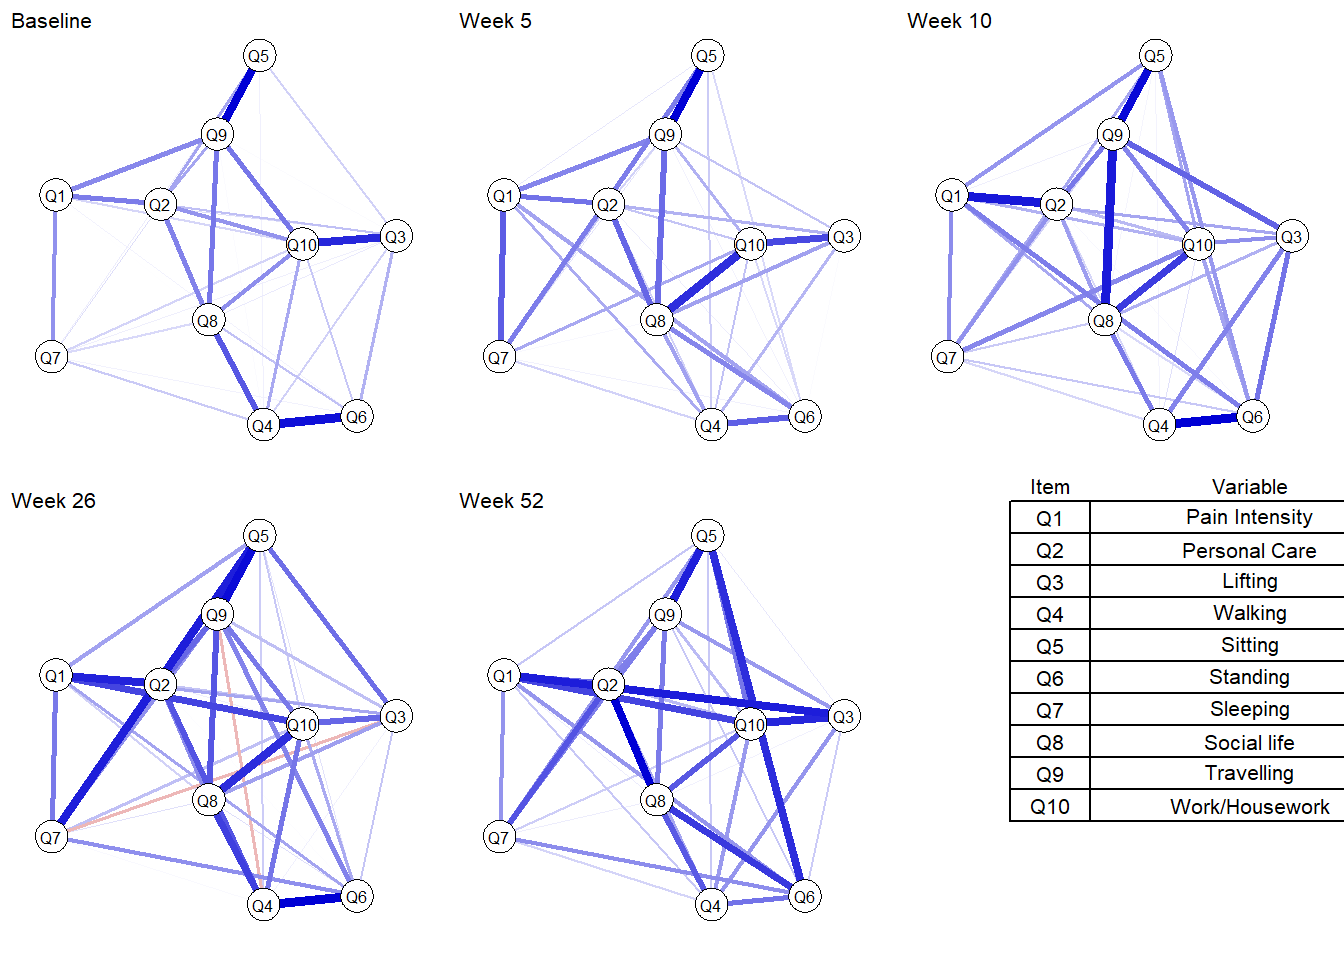 Baseline
Week 5
Week 10
Q5
Q9
Q1
Q2
Q10
Q3
Q8
Q7
Q4
Q6
Q5
Q9
Q1
Q2
Q10
Q3
Q8
Q7
Q4
Q6
Q5
Q9
Q1
Q2
Q10
Q3
Q8
Q7
Q4
Q6
Week 26
Week 52
Q5
Q9
Q1
Q2
Q10
Q3
Q8
Q7
Q4
Q6
Q5
Q9
Q1
Q2
Q10
Q3
Q8
Q7
Q4
Q6
Item Variable
Q1 Pain Intensity
Q2 Personal Care
Q3 Lifting
Q4 Walking
Q5 Sitting
Q6 Standing
Q7 Sleeping
Q8 Social life
Q9 Travelling
Q10 Work/Housework